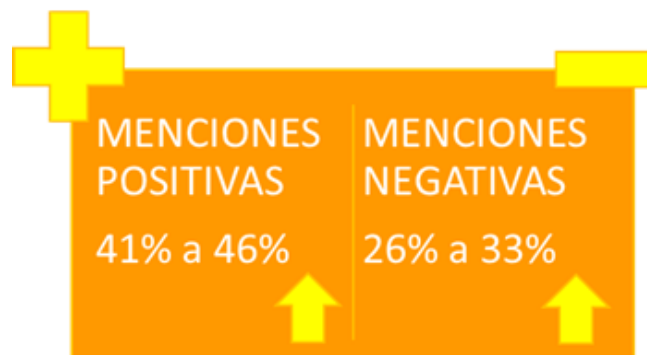 MENCIONES
POSITIVAS
41% a 46%
MENCIONES
NEGATIVAS
26% a 33%